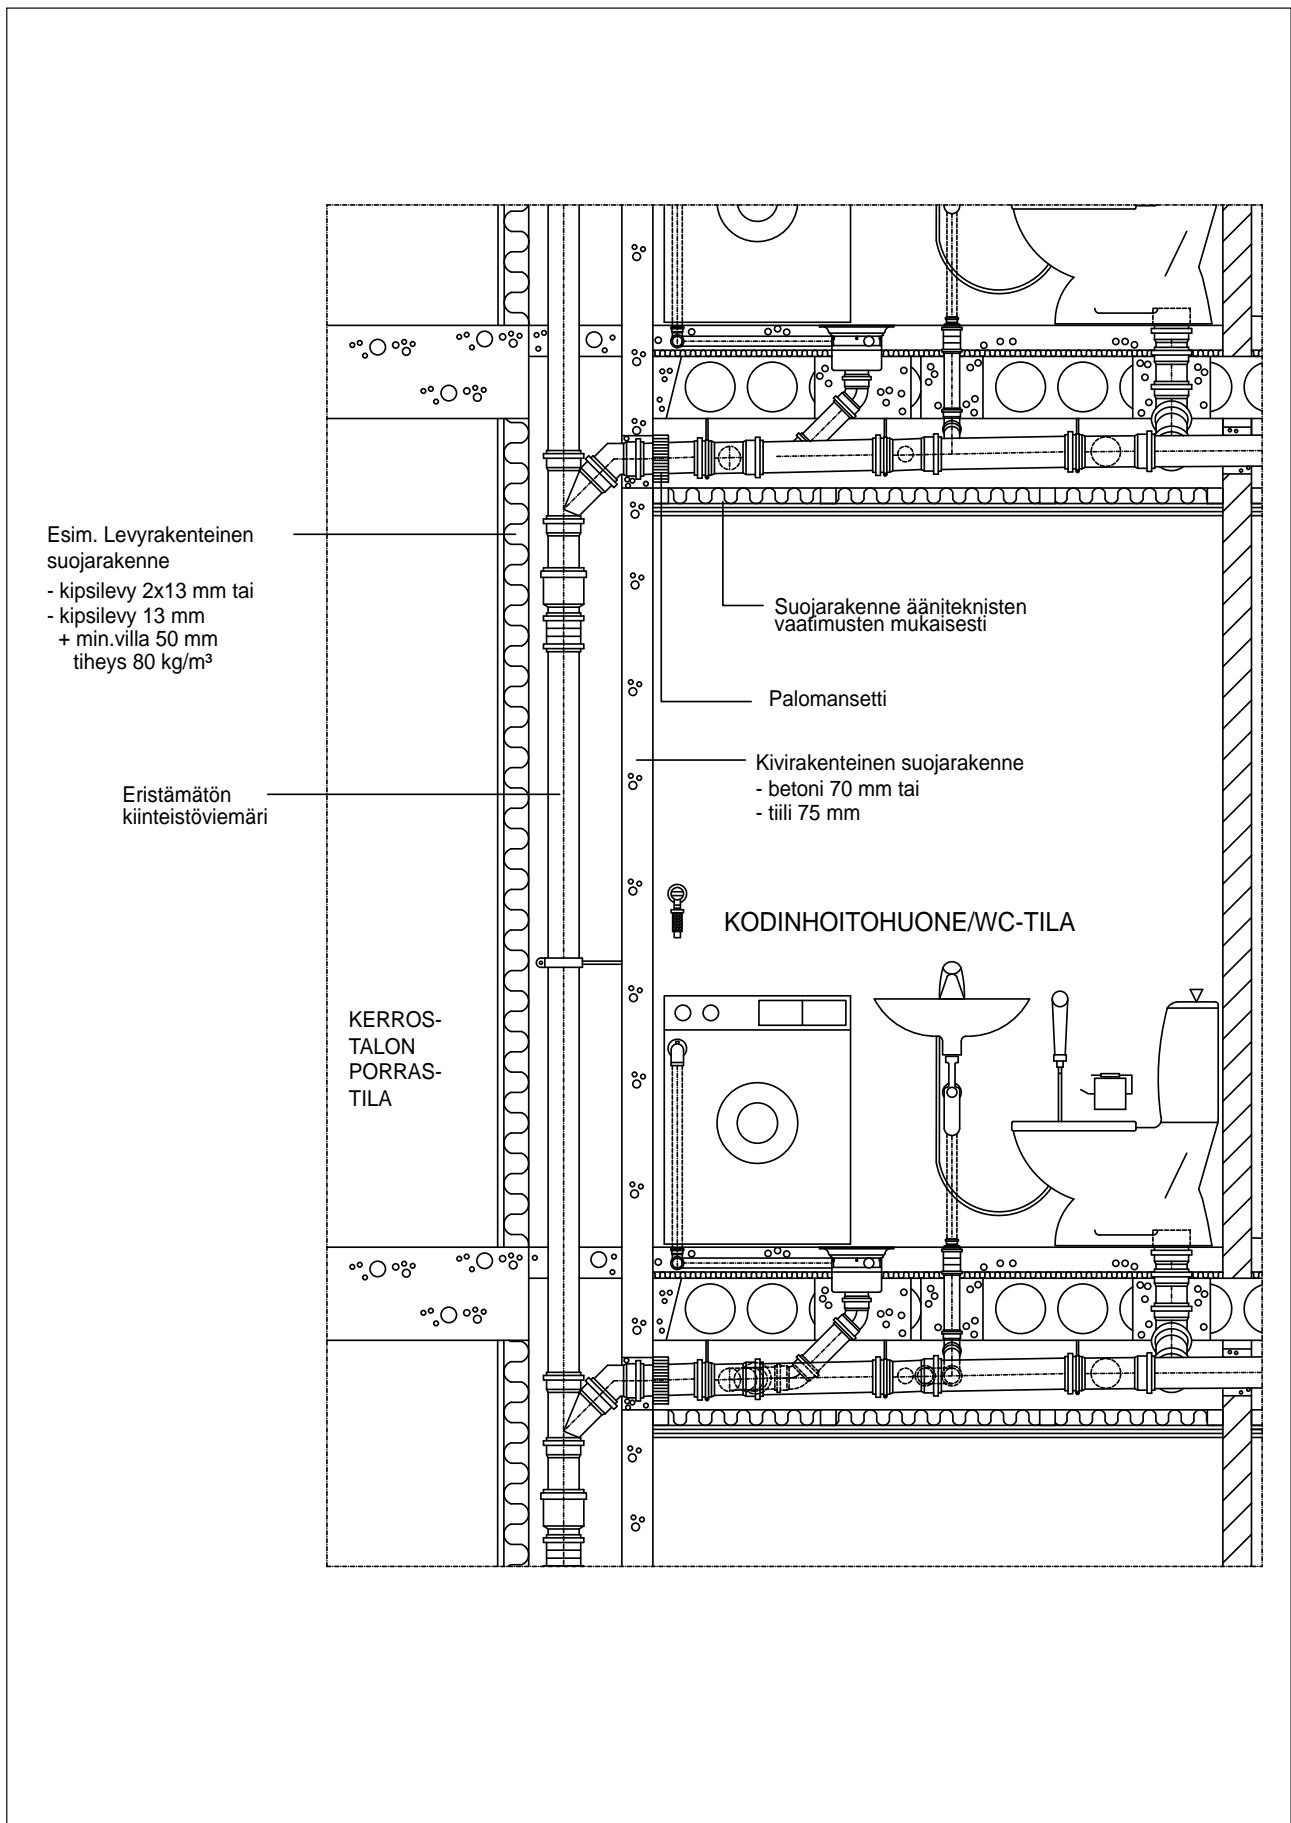 Esim. Levyrakenteinen
suojarakenne
- kipsilevy 2x13 mm tai
- kipsilevy 13 mm
+ min.villa 50 mm
tiheys 80 kg/m³
Suojarakenne ääniteknisten
vaatimusten mukaisesti
Palomansetti
Kivirakenteinen suojarakenne
- betoni 70 mm tai
- tiili 75 mm
Eristämätön
kiinteistöviemäri
KODINHOITOHUONE/WC-TILA
KERROS-
TALON
PORRAS-
TILA